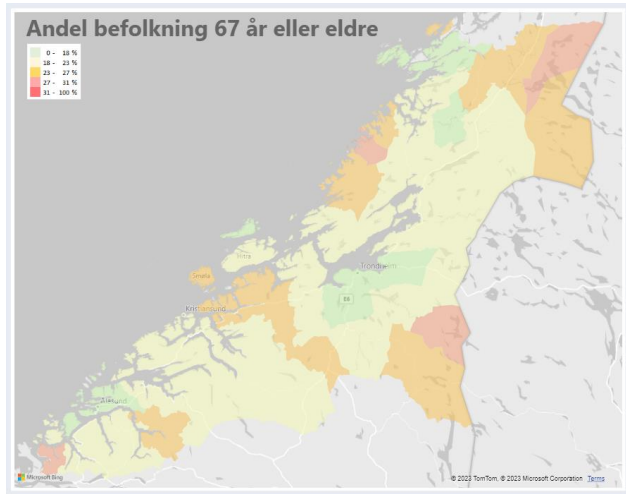 Andel befolkning 67 år eller eldre
0 - 18 %
18 - 23 %
23 - 27 %
27 - 31 %
31 - 100 %
Hitra
Trondheim
Smøla
Kristiansund
E6
Ålesund
Microsoft Bing
© 2023 TomTom, © 2023 Microsoft Corporation Terms